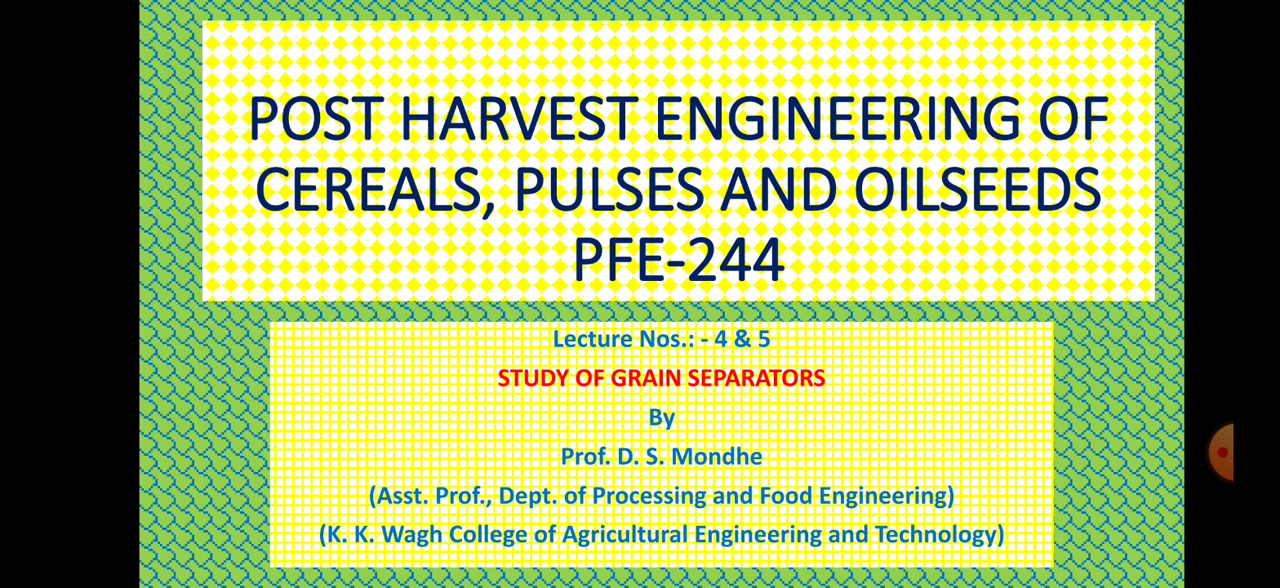 POST HARVEST ENGINEERING OF
CEREALS, PULSES AND OILSEEDS
PFE-244
Lecture Nos.: - 4 & 5
STUDY OF GRAIN SEPARATORS
By
Prof. D. S. Mondhe
(Asst. Prof., Dept. of Processing and Food Engineering)
(K. K. Wagh College of Agricultural Engineering and Technology)